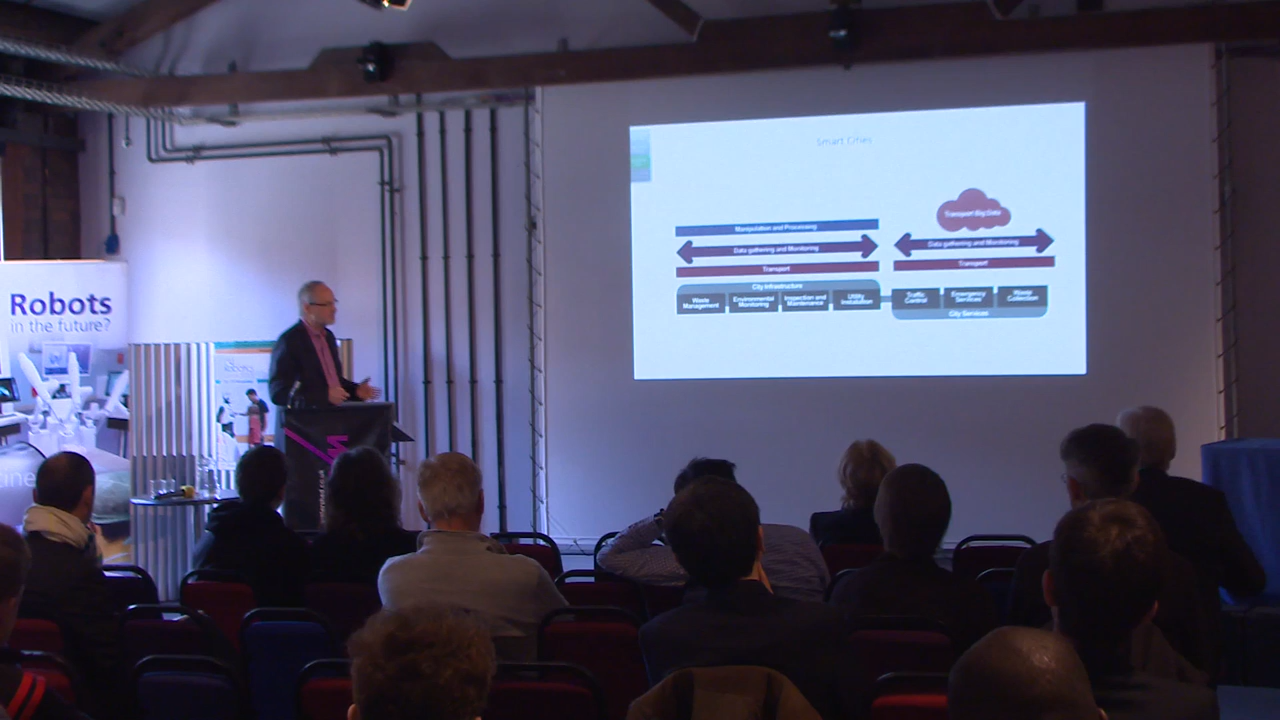 Robots
in the future?
Smart Cities
Transport Big Data
Manipulation and Processing
Data gathering and Monitoring
Data gathering and Monitoring
Transport
Transport
City Infrastructure
Waste
Management
Environmental
Monitoring
Inspection and
Maintenance
Utility
Installation
Traffic
Control
Emergency
Services
Waste
Collection
City Services